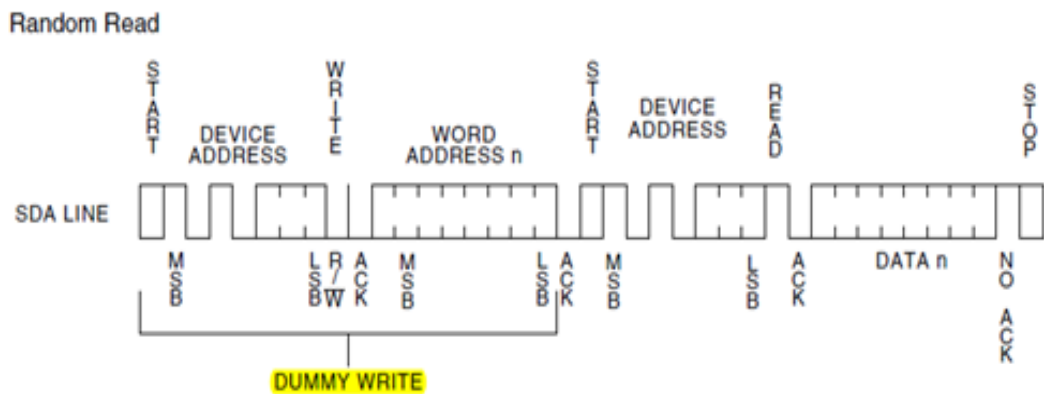 Random Read
START
WRITE
START
READ
STOP
DEVICE
ADDRESS
WORD
ADDRESS n
DEVICE
ADDRESS
SDA LINE
MSB
LSB
R/W
ACK
MSB
LSB
ACK
MSB
LSB
ACK
DATA n
NO ACK
DUMMY WRITE